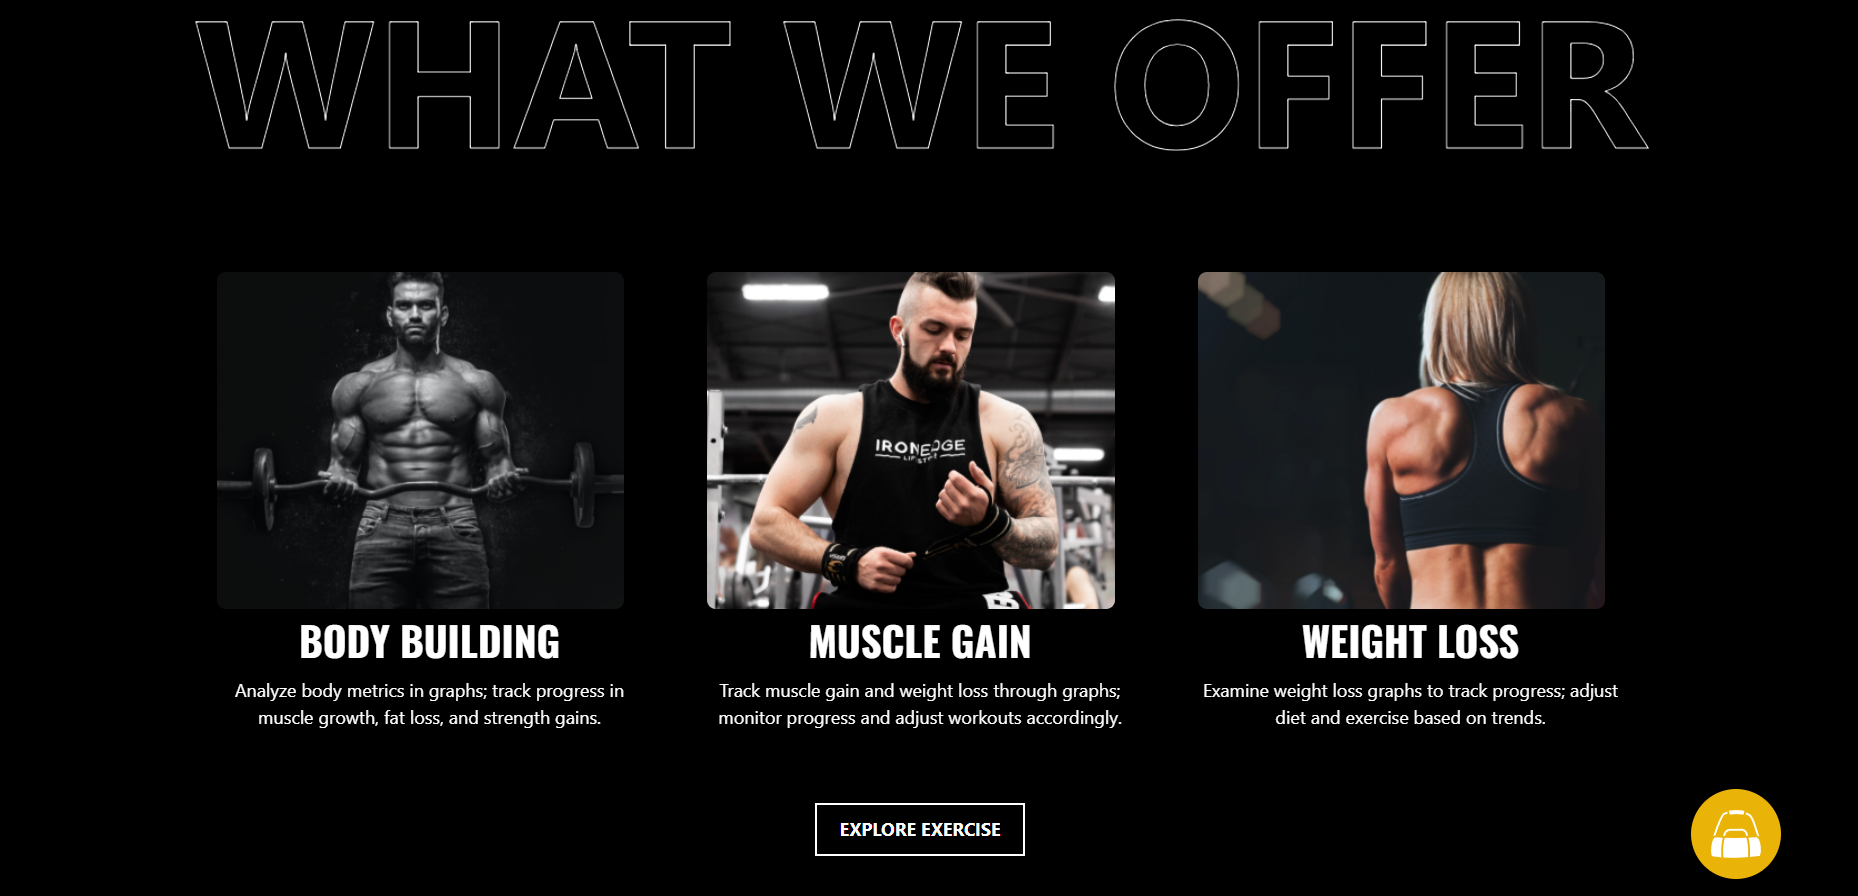 WHAT WE OFFER
IRONEDGE
BODY BUILDING
Analyze body metrics in graphs; track progress in
muscle growth, fat loss, and strength gains.
MUSCLE GAIN
Track muscle gain and weight loss through graphs;
monitor progress and adjust workouts accordingly.
WEIGHT LOSS
Examine weight loss graphs to track progress; adjust
diet and exercise based on trends.
EXPLORE EXERCISE